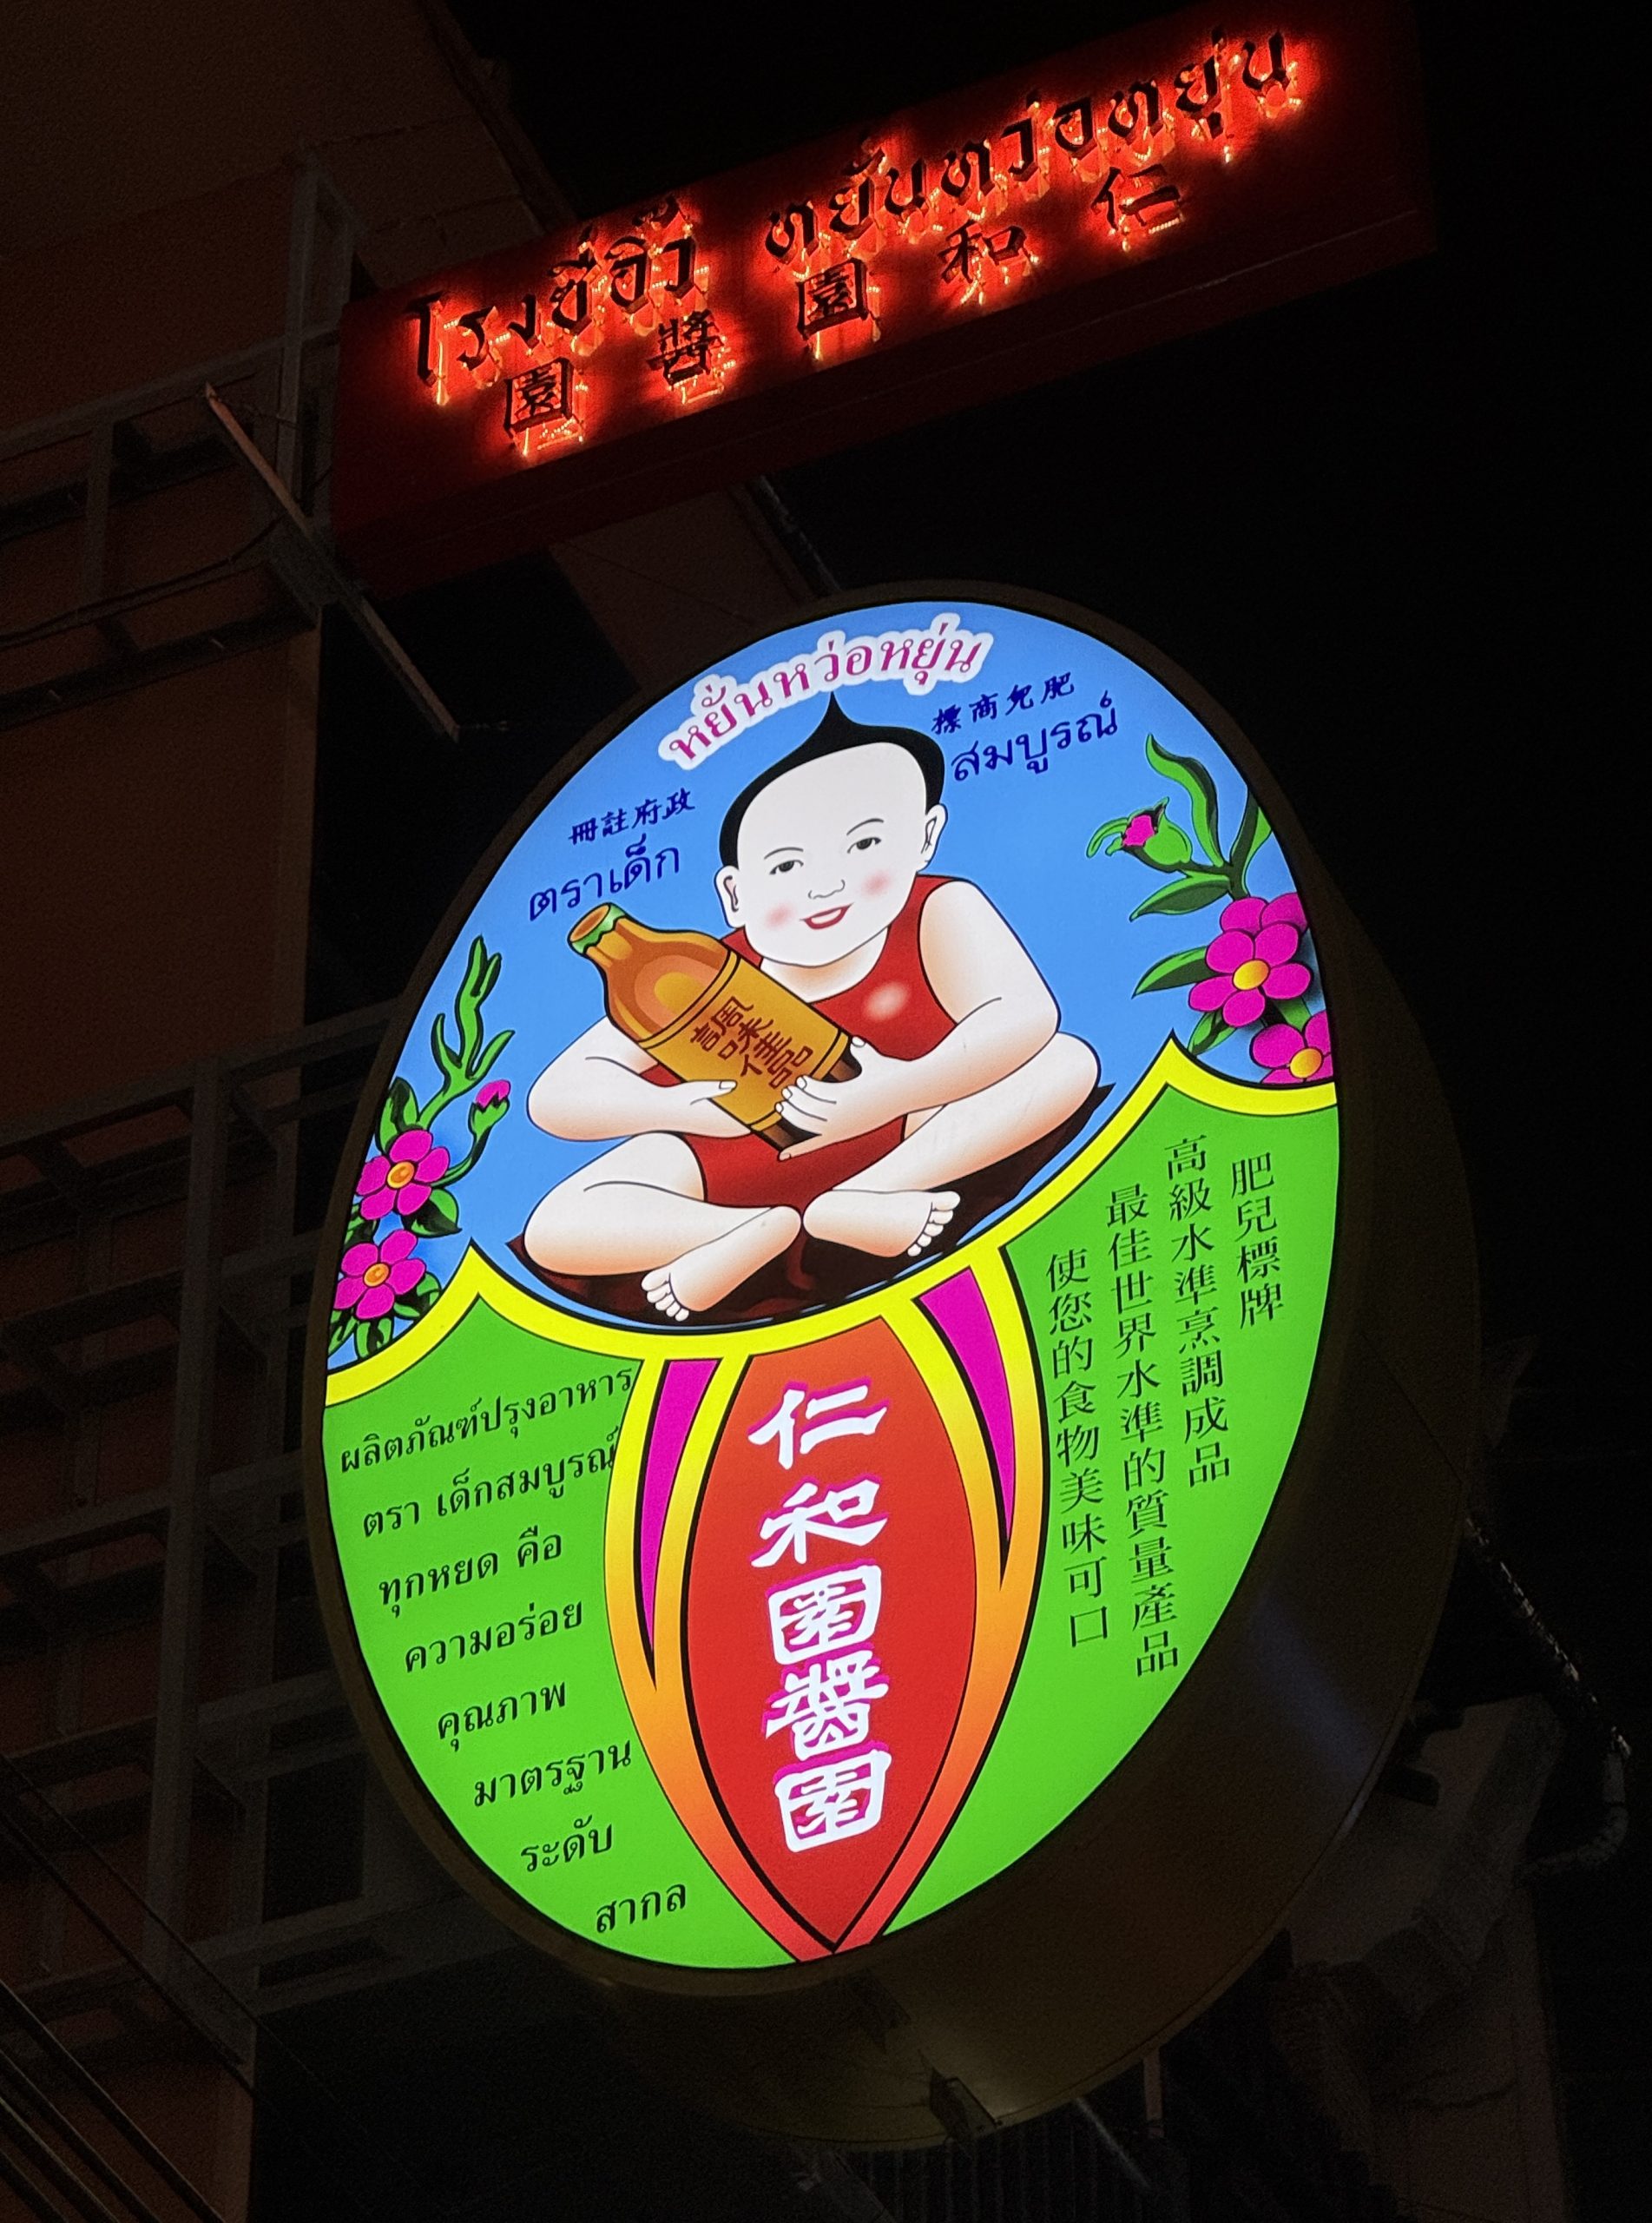 โรงซีอิ๊ว หยั่นหว่อหยุ่น
園醬園和仁
หยั่นหว่อหยุ่น
標商兒肥
สมบูรณ์
冊註府政
ตราเด็ก
調味佳品
ผลิตภัณฑ์ปรุงอาหาร
ตรา เด็กสมบูรณ์
ทุกหยด คือ
ความอร่อย
คุณภาพ
มาตรฐาน
ระดับ
สากล
仁和園醬園
肥兒標牌
高級水準烹調成品
最佳世界水準的質量產品
使您的食物美味可口